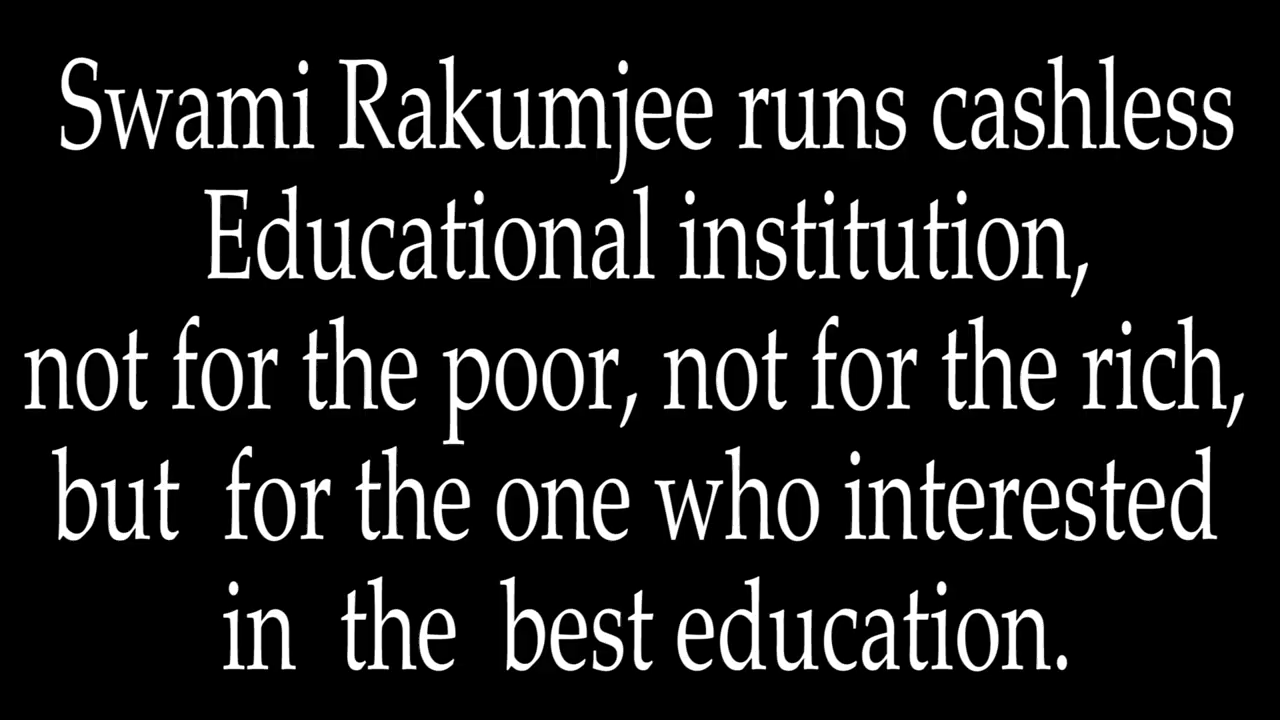 Swami Rakumjee runs cashless
Educational institution,
not for the poor, not for the rich,
but for the one who interested
in the best education.